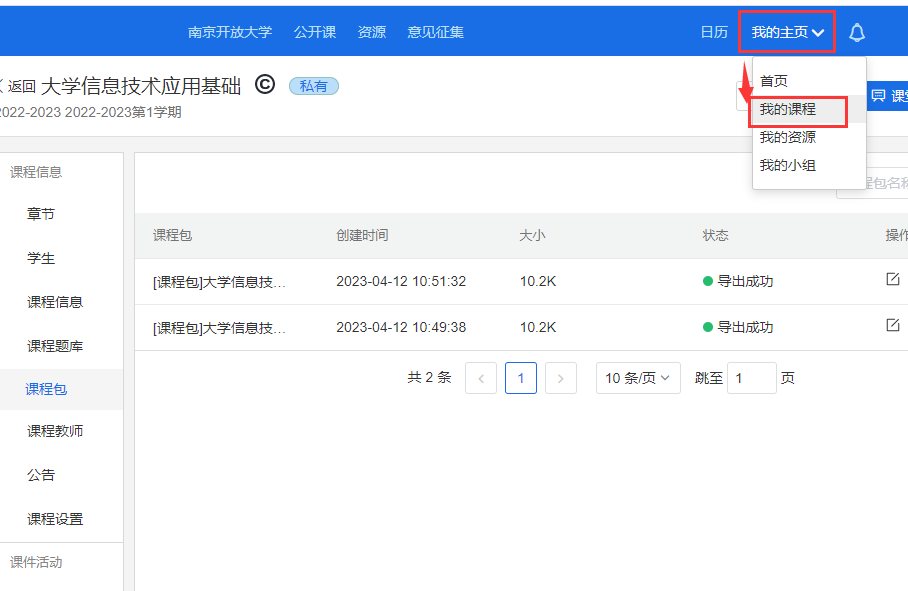 南京开放大学 公开课 资源 意见征集 日历 我的主页
首页
我的课程
我的资源
我的小组
返回 大学信息技术应用基础 © 私有
022-2023 2022-2023第1学期
课程信息
章节
学生
课程信息
课程题库
课程包
课程教师
公告
课程设置
课件活动
程包名称
课程包 创建时间 大小 状态 操作
[课程包]大学信息技... 2023-04-12 10:51:32 10.2K 导出成功
[课程包]大学信息技... 2023-04-12 10:49:38 10.2K 导出成功
共 2 条 < 1 > 10 条/页 跳至 1 页